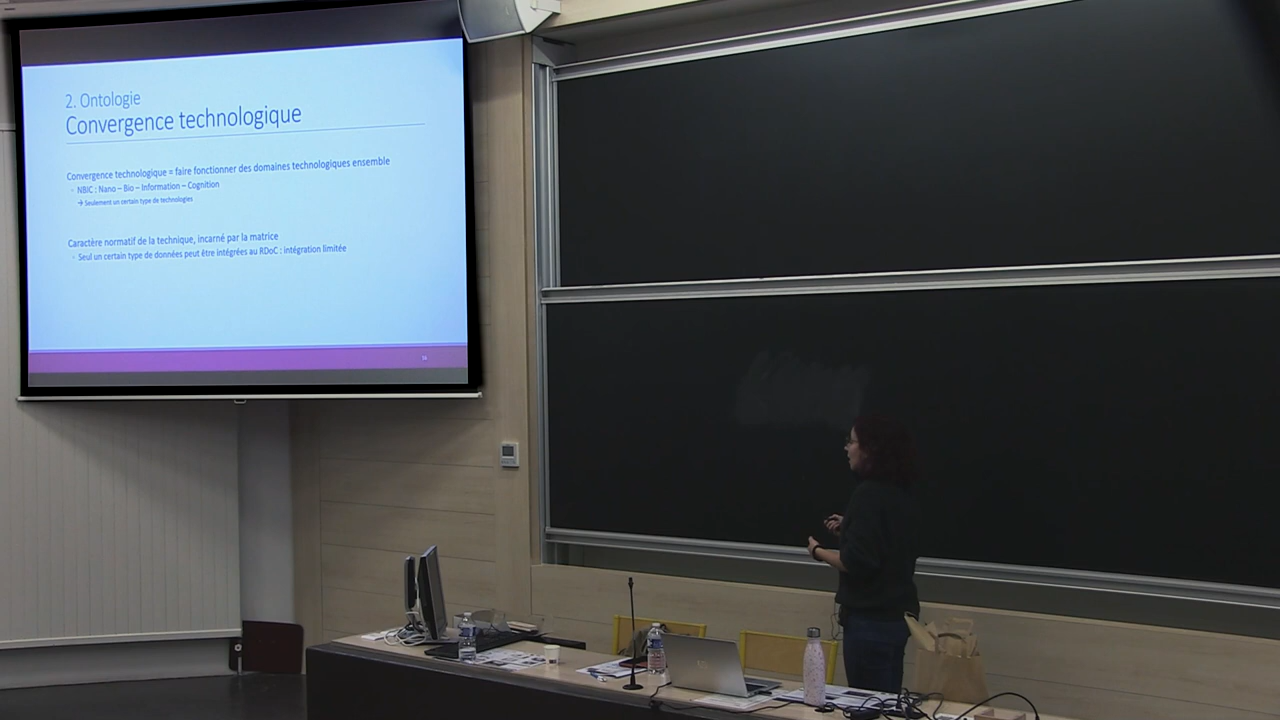 2. Ontologie
Convergence technologique
Convergence technologique = faire fonctionner des domaines technologiques ensemble
◦ NBIC : Nano – Bio – Information – Cognition
→ Seulement un certain type de technologies
Caractère normatif de la technique, incarné par la matrice
◦ Seul un certain type de données peut être intégrées au RDoC : intégration limitée